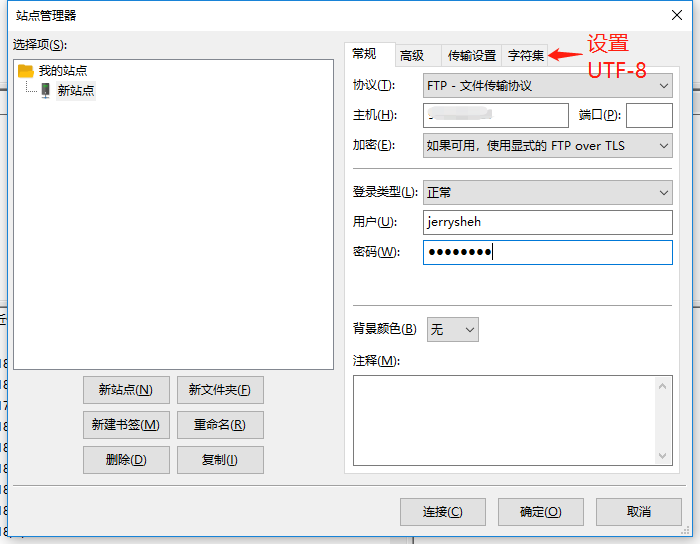 站点管理器
选择项(S):
我的站点
新站点
新站点(N)
新文件夹(F)
新建书签(M)
重命名(R)
删除(D)
复制(I)
常规
高级
传输设置
字符集
设置
UTF-8
协议(T):
FTP - 文件传输协议
主机(H):
端口(P):
加密(E):
如果可用，使用显式的 FTP over TLS
登录类型(L):
正常
用户(U):
jerrysheh
密码(W):
●●●●●●●●
背景颜色(B)
无
注释(M):
连接(C)
确定(O)
取消